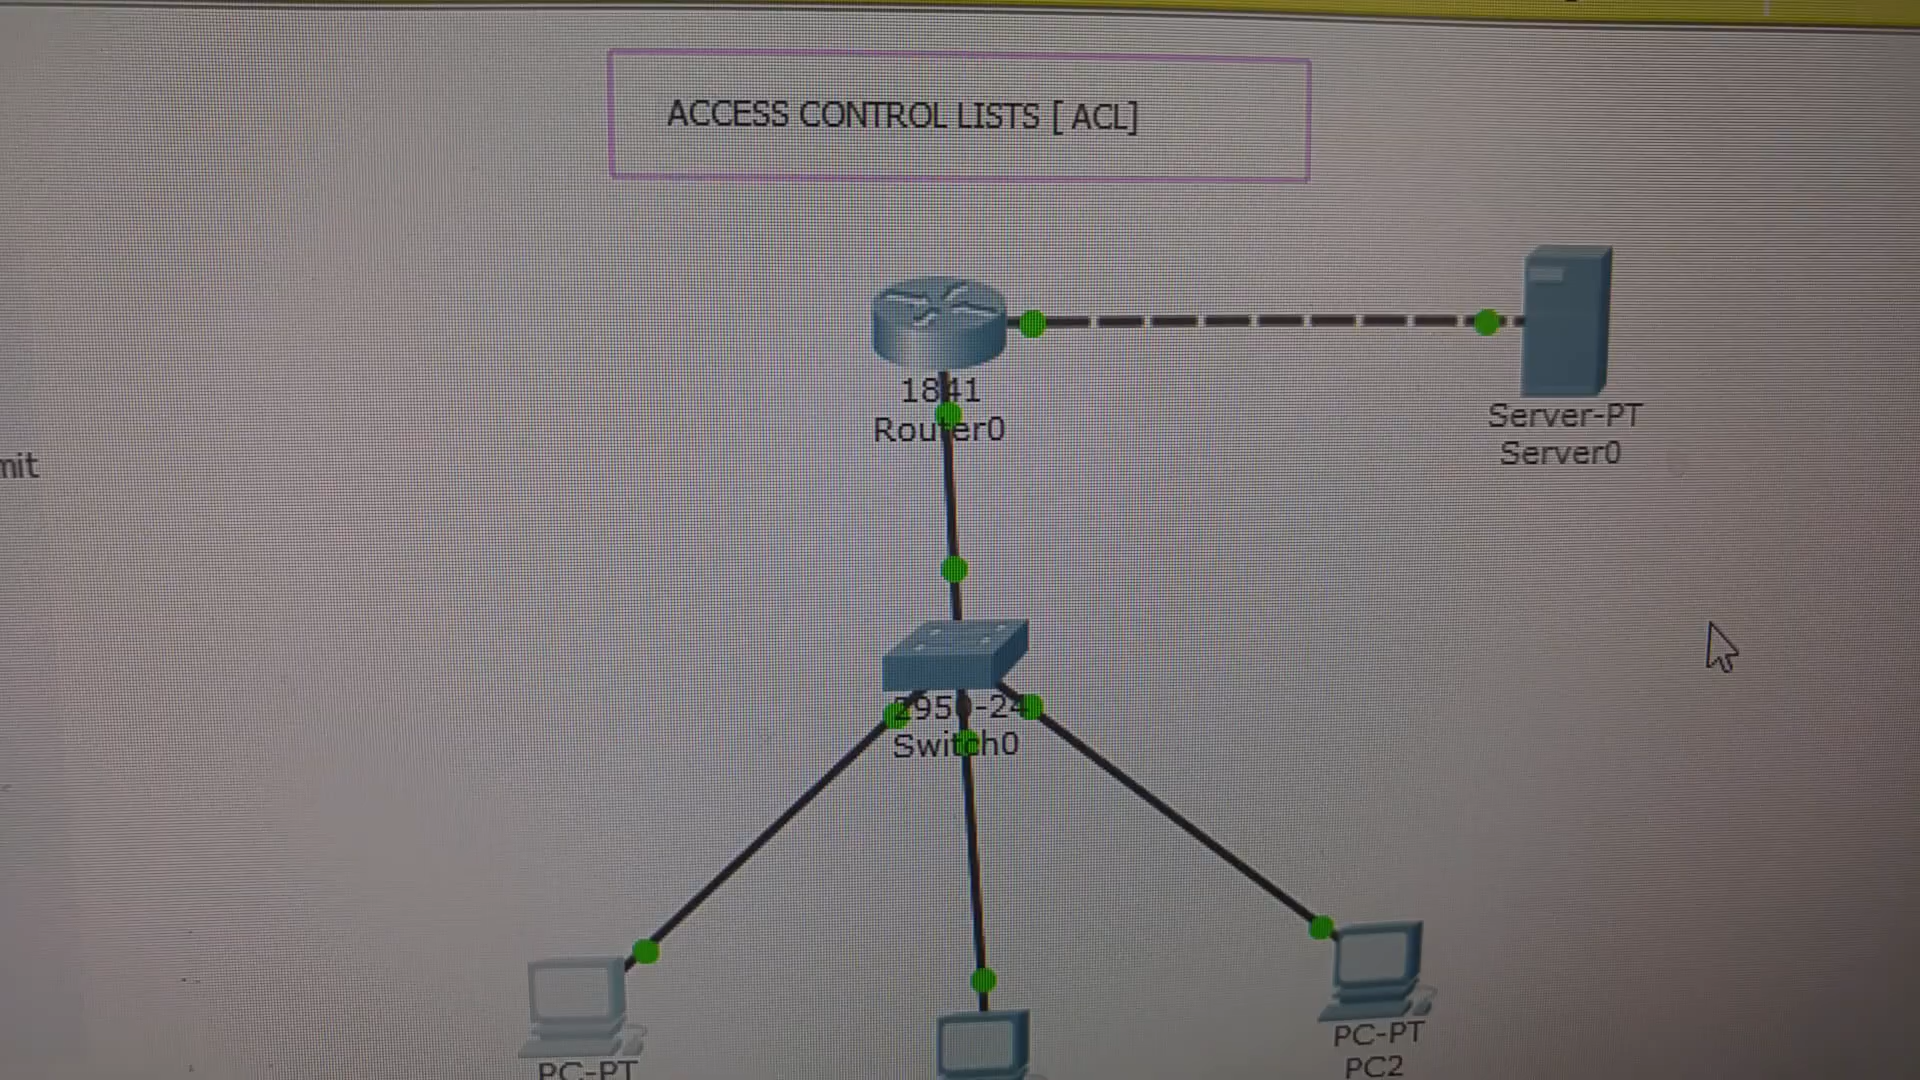 ACCESS CONTROL LISTS [ ACL]
1841
Router0
Server-PT
Server0
mit
2950-24
Switch0
PC-PT
PC2
PC-PT